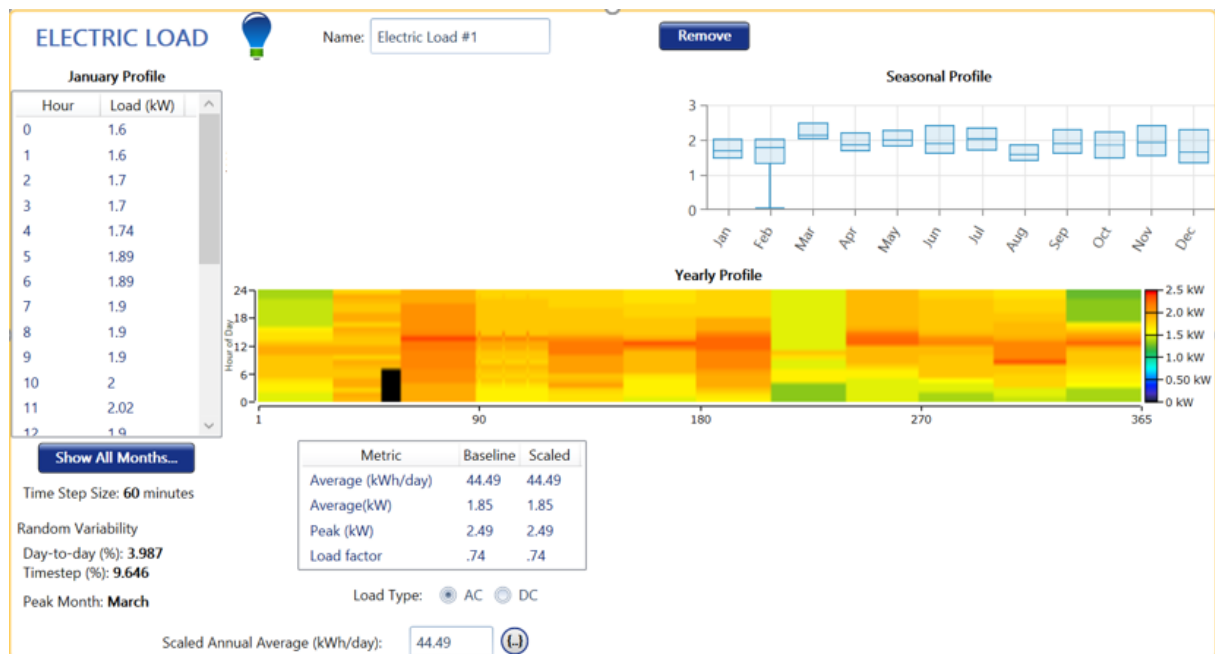 ELECTRIC LOAD
Name: Electric Load #1
Remove
January Profile
Hour Load (kW)
0 1.6
1 1.6
2 1.7
3 1.7
4 1.74
5 1.89
6 1.89
7 1.9
8 1.9
9 1.9
10 2
11 2.02
12 1.9
Show All Months...
Time Step Size: 60 minutes
Random Variability
Day-to-day (%): 3.987
Timestep (%): 9.646
Peak Month: March
Seasonal Profile
3
2
1
0
Jan Feb Mar Apr May Jun Jul Aug Sep Oct Nov Dec
Yearly Profile
Hour of Day
24
18
12
6
0
1 90 180 270 365
2.5 kW
2.0 kW
1.5 kW
1.0 kW
0.50 kW
0 kW
Metric Baseline Scaled
Average (kWh/day) 44.49 44.49
Average(kW) 1.85 1.85
Peak (kW) 2.49 2.49
Load factor .74 .74
Load Type: AC DC
Scaled Annual Average (kWh/day): 44.49 {..}